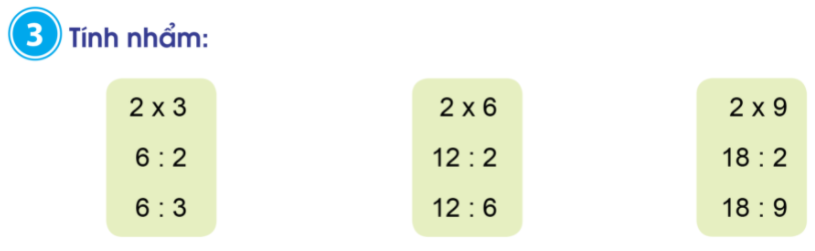 3 Tính nhẩm:
2 x 3
6 : 2
6 : 3
2 x 6
12 : 2
12 : 6
2 x 9
18 : 2
18 : 9